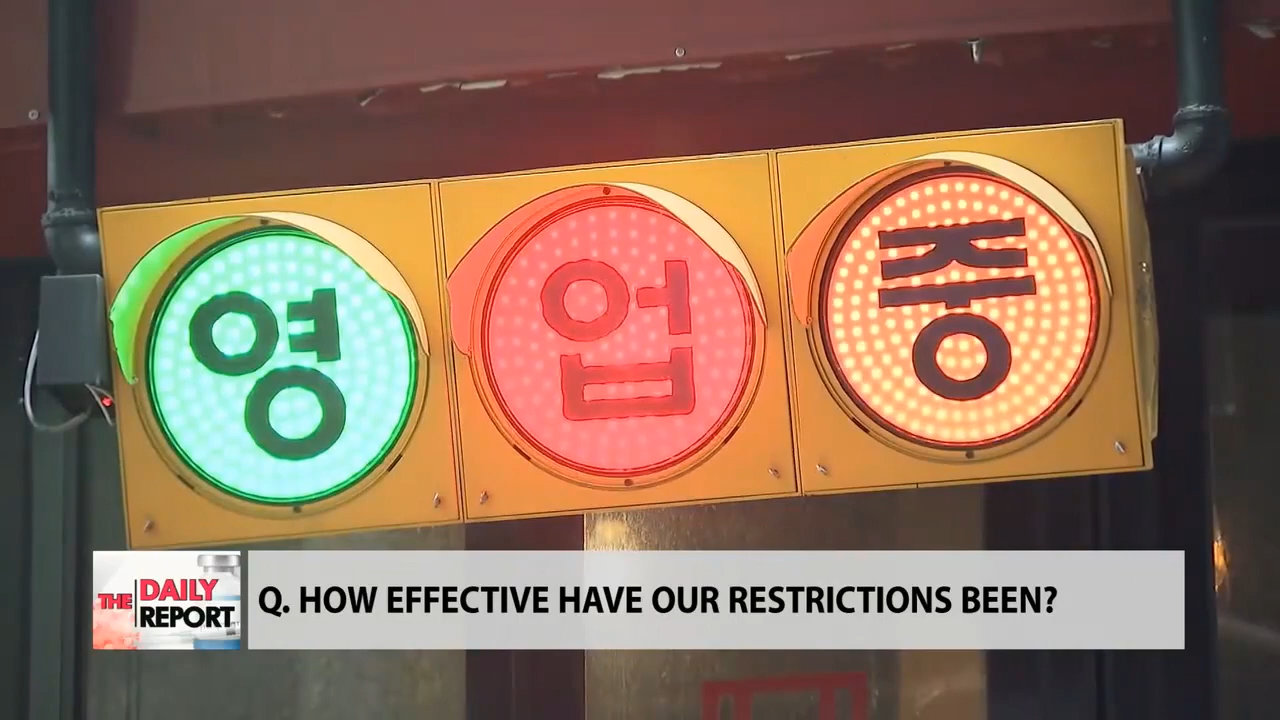 영업중
THE DAILY REPORT
Q. HOW EFFECTIVE HAVE OUR RESTRICTIONS BEEN?